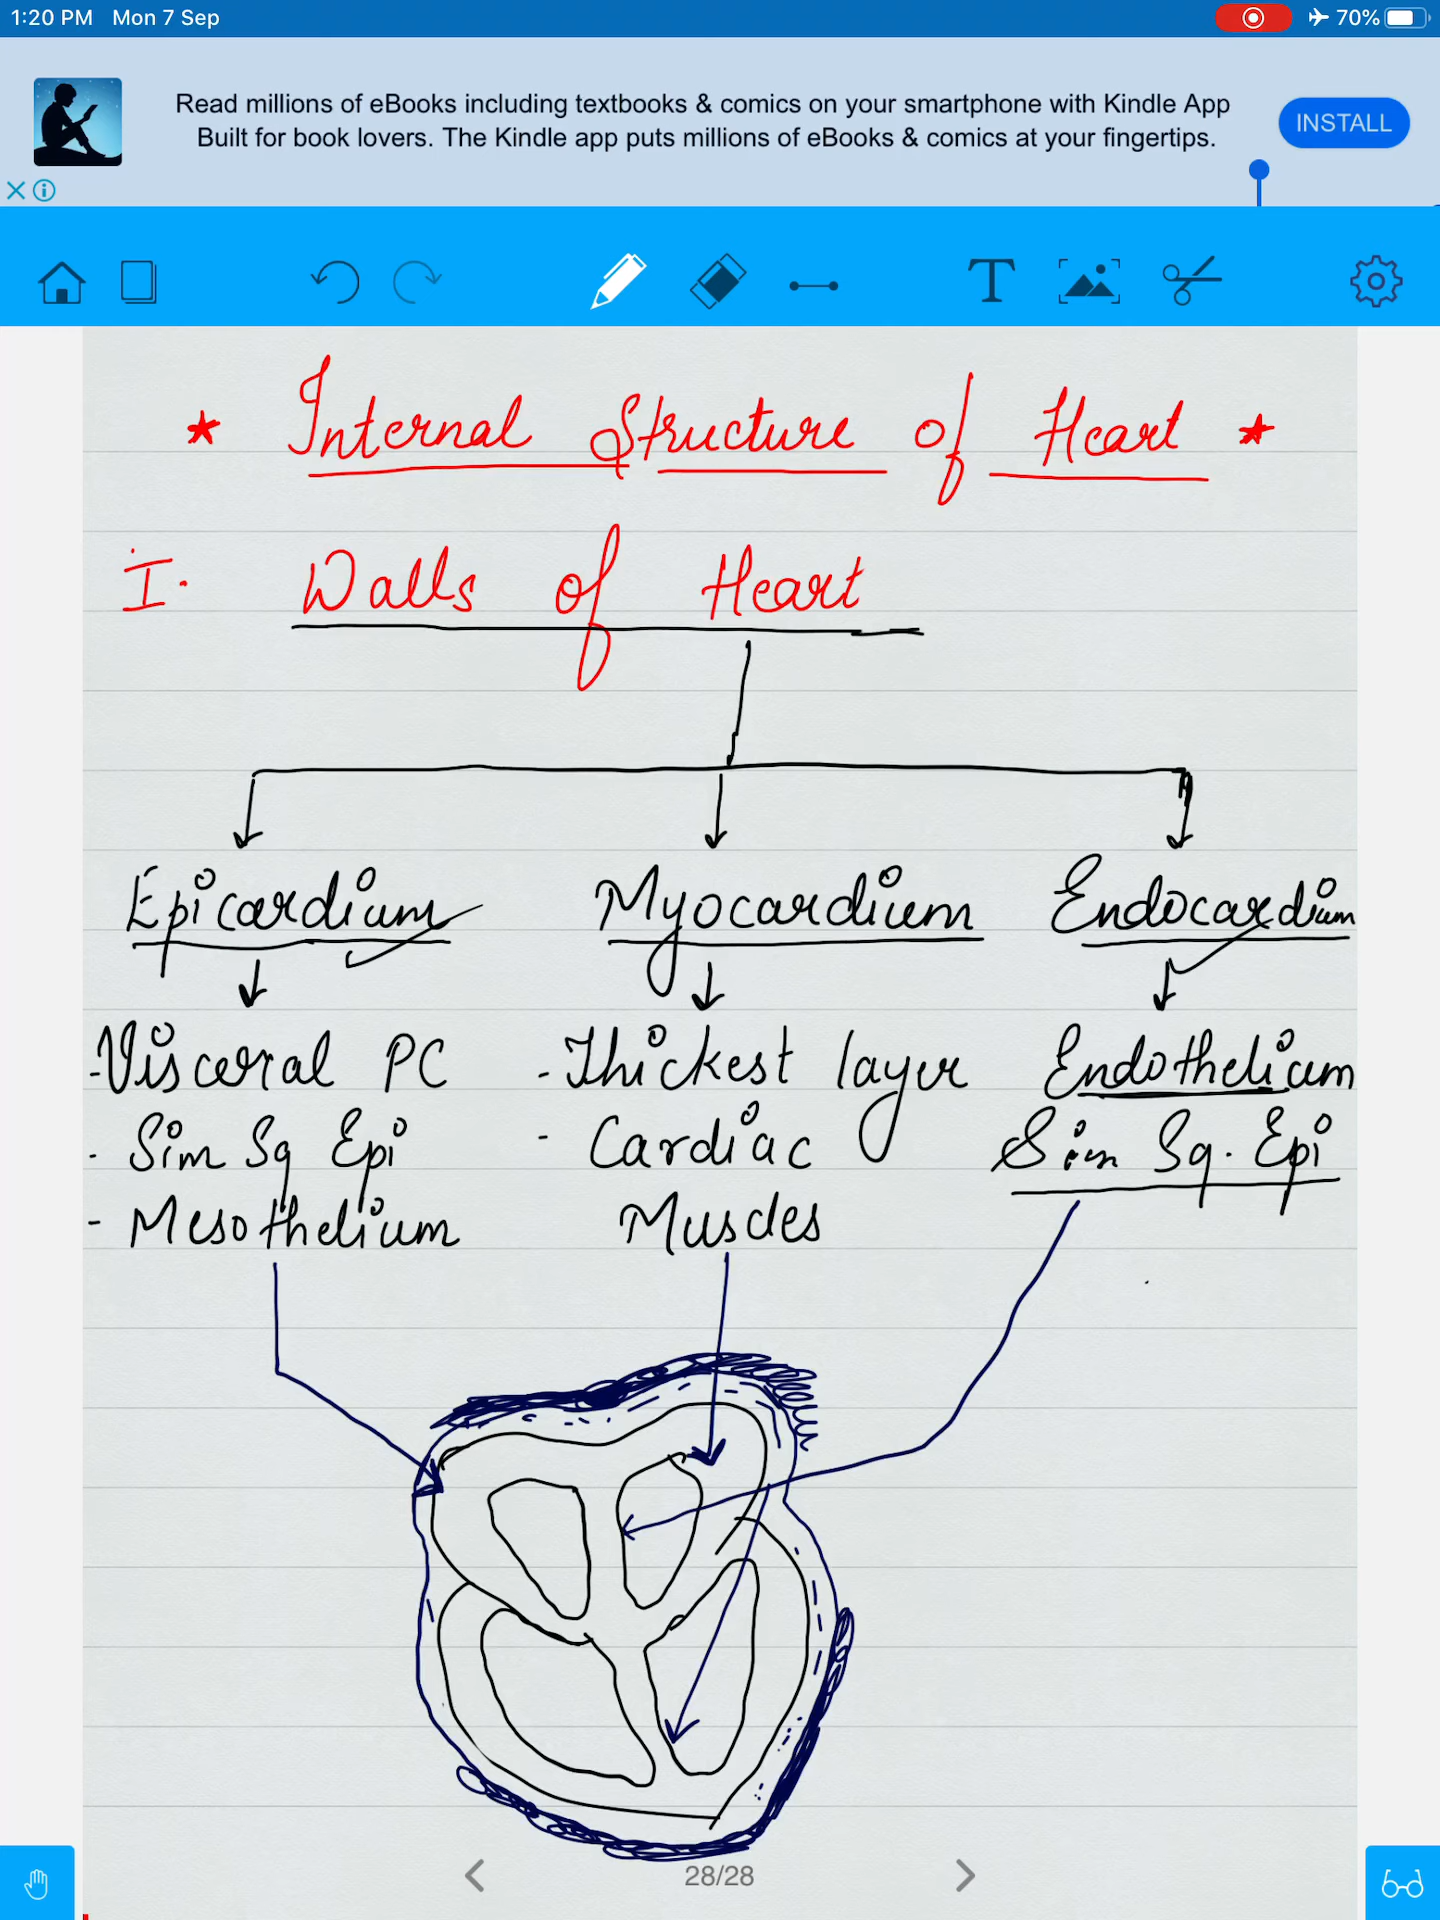 1:20 PM Mon 7 Sep 70%
Read millions of eBooks including textbooks & comics on your smartphone with Kindle App
Built for book lovers. The Kindle app puts millions of eBooks & comics at your fingertips.
INSTALL
T
* Internal Structure of Heart *
I. Walls of Heart
Epicardium Myocardium Endocardium
- Visceral PC - Thickest layer Endothelium
- Sim Sq Epi - Cardiac Sim Sq. Epi
- Mesothelium Muscles
28/28